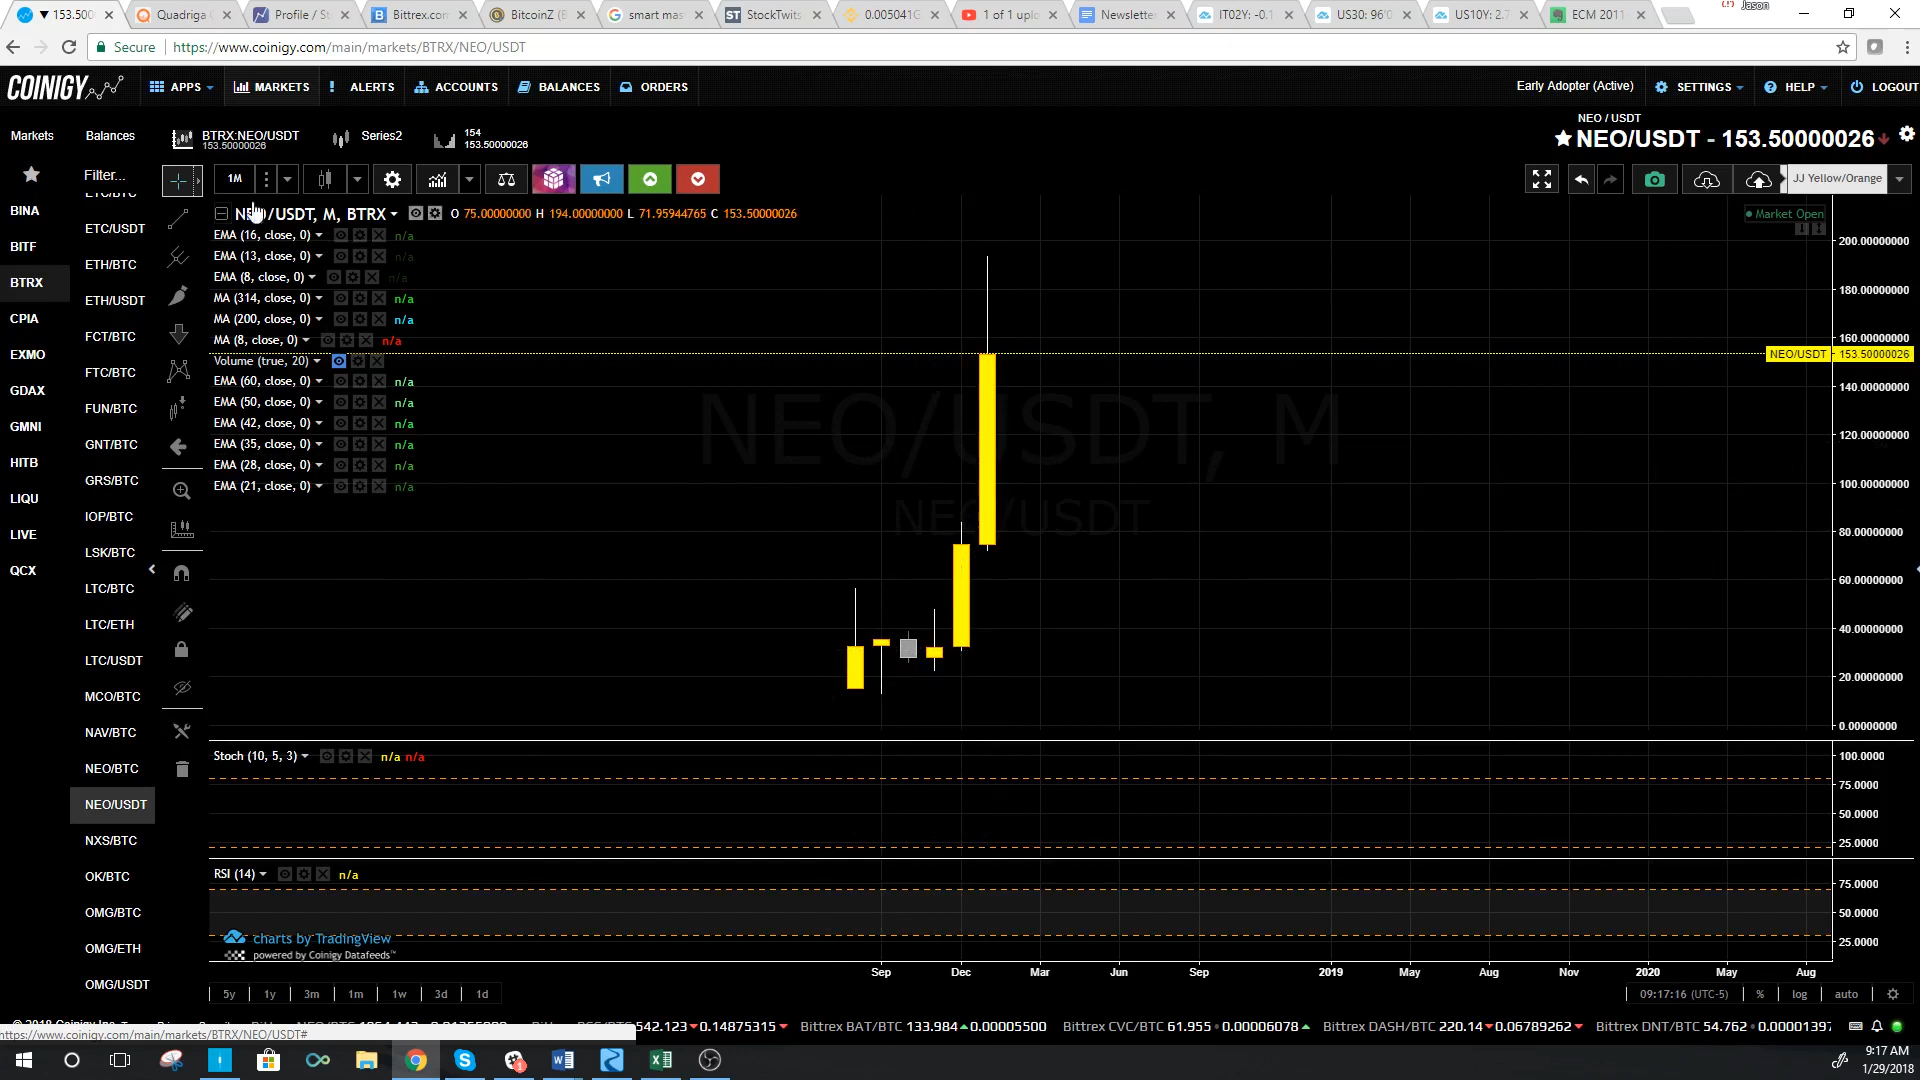 ▼153.500
Quadriga C
Profile / St
Bittrex.com
BitcoinZ (B
smart mas
StockTwits
0.0050410
1 of 1 uplo
Newsletter
IT02Y: -0.1
US30: 96'0
US10Y: 2.7
ECM 2011
Jason
Secure
https://www.coinigy.com/main/markets/BTRX/NEO/USDT
COINIGY
APPS
MARKETS
ALERTS
ACCOUNTS
BALANCES
ORDERS
Early Adopter (Active)
SETTINGS
HELP
LOGOUT
Markets
Balances
BTRX:NEO/USDT
153.50000026
Series2
154
153.50000026
NEO / USDT
NEO/USDT - 153.50000026
Filter...
1M
JJ Yellow/Orange
BINA
BITF
BTRX
CPIA
EXMO
GDAX
GMNI
HITB
LIQU
LIVE
QCX
ETC/BTC
ETC/USDT
ETH/BTC
ETH/USDT
FCT/BTC
FTC/BTC
FUN/BTC
GNT/BTC
GRS/BTC
IOP/BTC
LSK/BTC
LTC/BTC
LTC/ETH
LTC/USDT
MCO/BTC
NAV/BTC
NEO/BTC
NEO/USDT
NXS/BTC
OK/BTC
OMG/BTC
OMG/ETH
OMG/USDT
NEO/USDT, M, BTRX O 75.00000000 H 194.00000000 L 71.95944765 C 153.50000026
Market Open
EMA (16, close, 0) n/a
EMA (13, close, 0) n/a
EMA (8, close, 0) n/a
MA (314, close, 0) n/a
MA (200, close, 0) n/a
MA (8, close, 0) n/a
Volume (true, 20)
EMA (60, close, 0) n/a
EMA (50, close, 0) n/a
EMA (42, close, 0) n/a
EMA (35, close, 0) n/a
EMA (28, close, 0) n/a
EMA (21, close, 0) n/a
NEO/USDT, M
NEO/USDT
200.00000000
180.00000000
160.00000000
NEO/USDT 153.50000026
140.00000000
120.00000000
100.00000000
80.00000000
60.00000000
40.00000000
20.00000000
0.00000000
Stoch (10, 5, 3) n/a n/a
100.0000
75.0000
50.0000
25.0000
RSI (14) n/a
75.0000
50.0000
25.0000
charts by TradingView
powered by Coinigy Datafeeds™
Sep
Dec
Mar
Jun
Sep
2019
May
Aug
Nov
2020
May
Aug
5y
1y
3m
1m
1w
3d
1d
09:17:16 (UTC-5)
%
log
auto
https://www.coinigy.com/main/markets/BTRX/NEO/USDT#
542.123 0.14875315
Bittrex BAT/BTC 133.984 0.00005500
Bittrex CVC/BTC 61.955 0.00006078
Bittrex DASH/BTC 220.14 0.06789262
Bittrex DNT/BTC 54.762 0.00001397
9:17 AM
1/29/2018